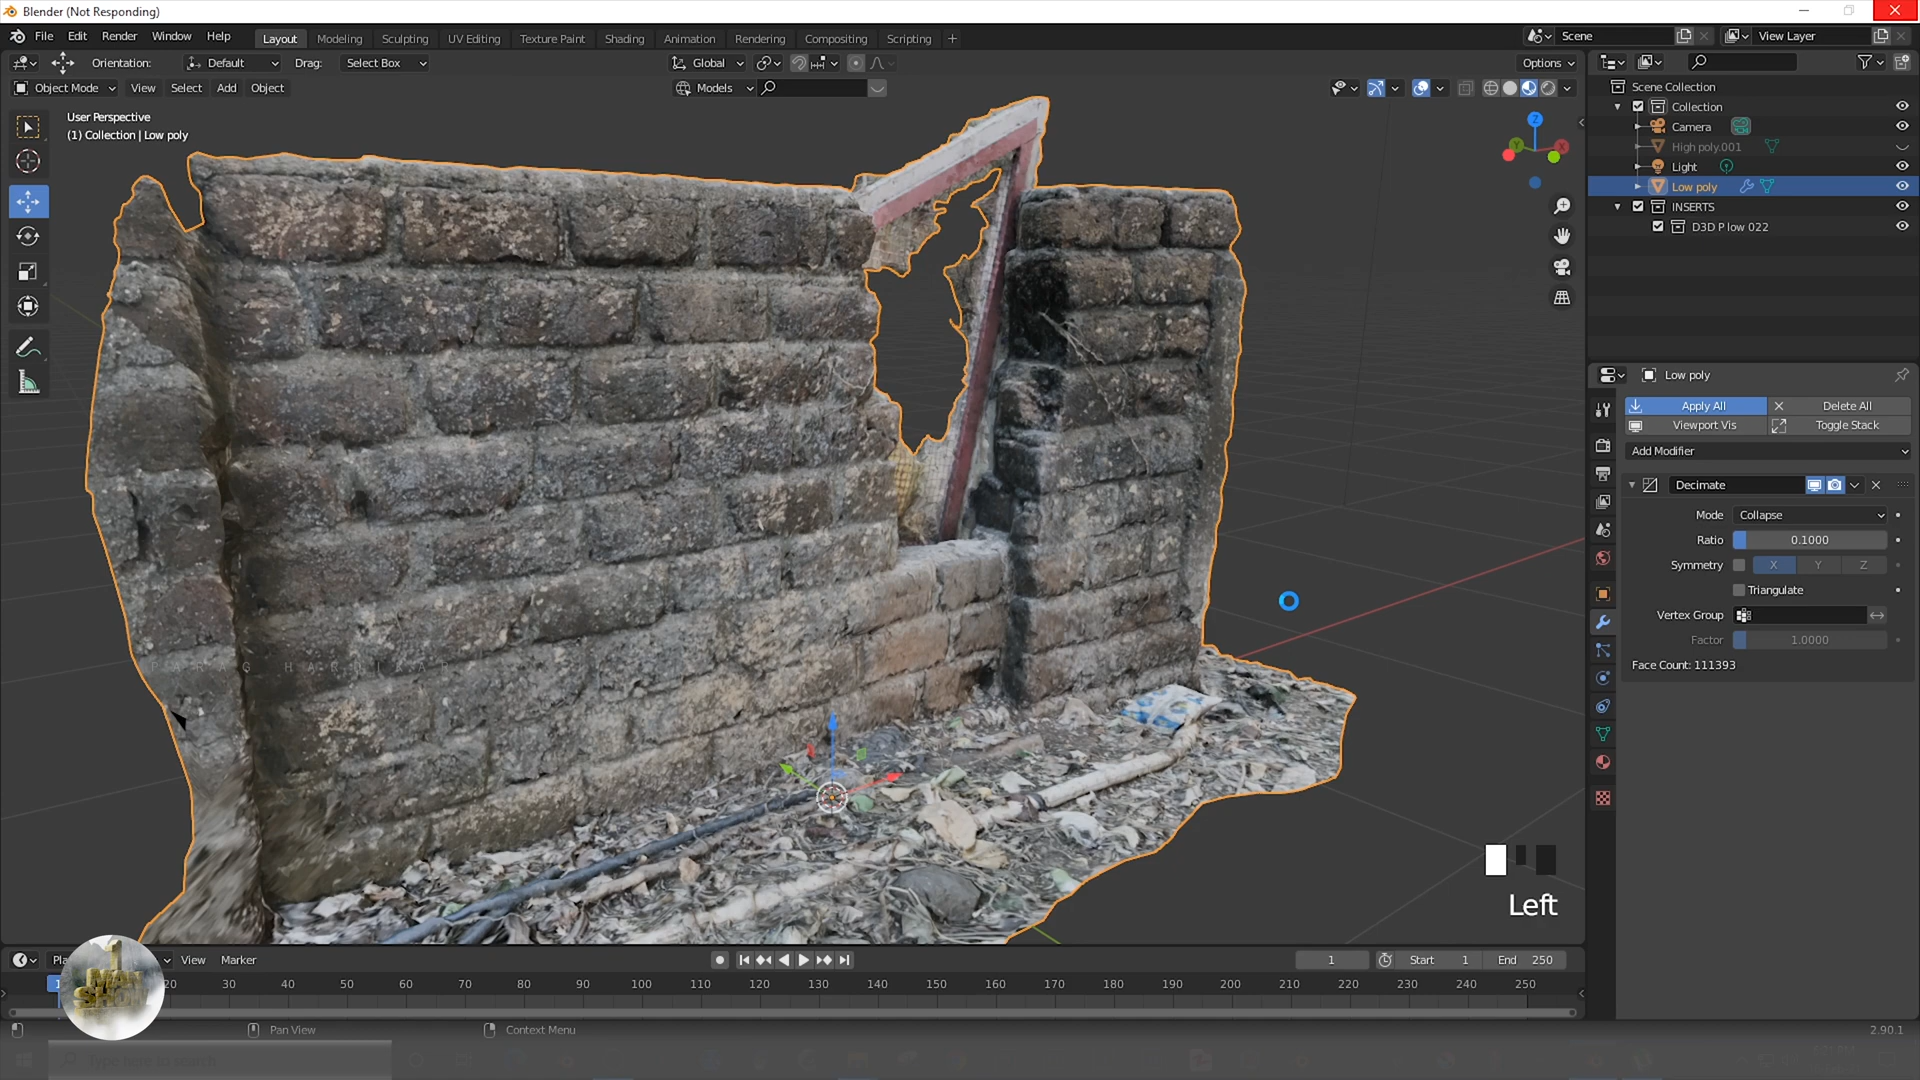 Blender (Not Responding)
File Edit Render Window Help
Layout Modeling Sculpting UV Editing Texture Paint Shading Animation Rendering Compositing Scripting +
Scene
View Layer
Orientation: Default Drag: Select Box
Global
Options
Object Mode View Select Add Object
Models
User Perspective
(1) Collection | Low poly
Z
Y
X
Scene Collection
Collection
Camera
High poly.001
Light
Low poly
INSERTS
D3D P low 022
Low poly
Apply All Delete All
Viewport Vis Toggle Stack
Add Modifier
Decimate
Mode Collapse
Ratio 0.1000
Symmetry X Y Z
Triangulate
Vertex Group
Factor 1.0000
Face Count: 111393
PARAG HARDIKAR
Left
View Marker
1 Start 1 End 250
20 30 40 50 60 70 80 90 100 110 120 130 140 150 160 170 180 190 200 210 220 230 240 250
Pan View
Context Menu
2.90.1
Type here to search